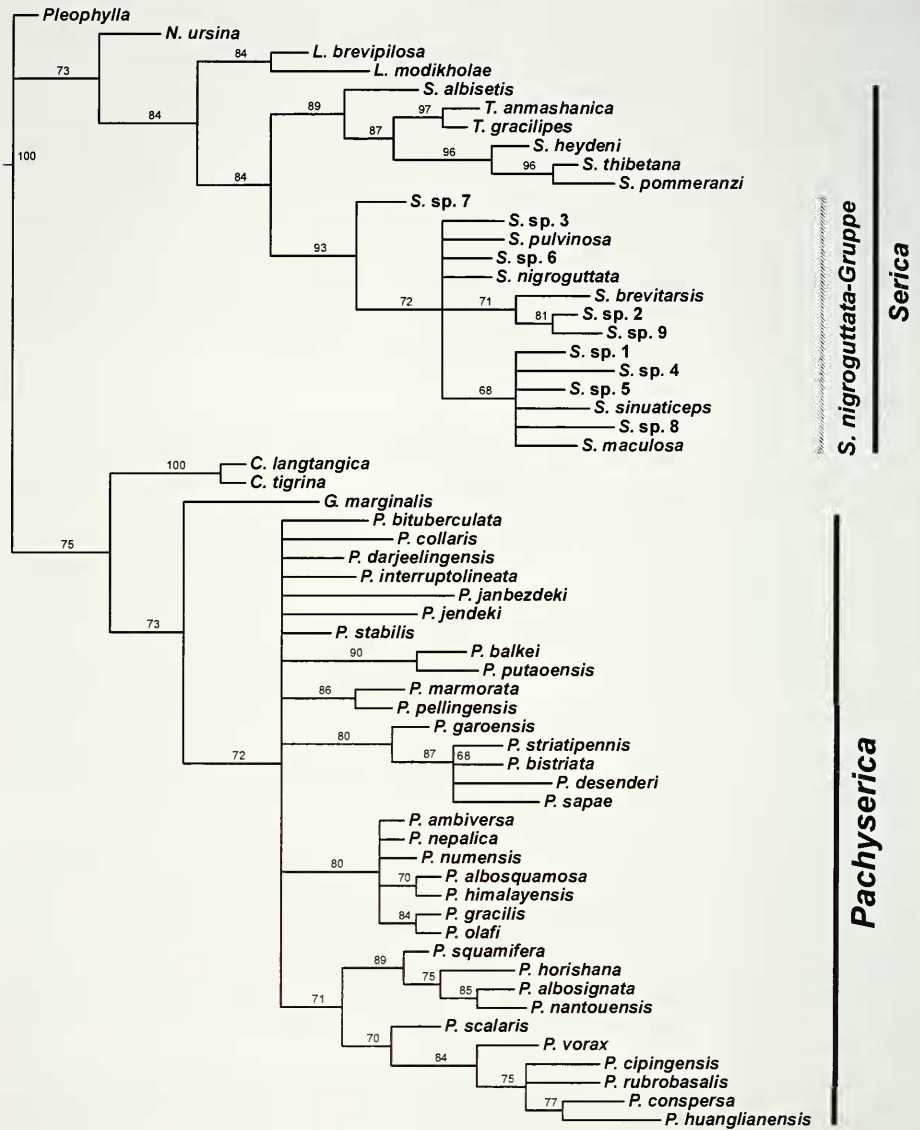 Pleophylla
N. ursina
73
84
L. brevipilosa
L. modikholae
84
S. albisetis
89
97
T. anmashanica
T. gracilipes
87
S. heydeni
96
96
S. thibetana
S. pommeranzi
100
84
S. sp. 7
S. sp. 3
S. pulvinosa
93
S. sp. 6
S. nigroguttata
72
71
S. brevitarsis
81
S. sp. 2
S. sp. 9
S. sp. 1
S. sp. 4
68
S. sp. 5
S. sinuaticeps
S. sp. 8
S. maculosa
S. nigroguttata-Gruppe
Serica
100
C. langtangica
C. tigrina
G. marginalis
75
P. bituberculata
P. collaris
P. darjeelingensis
P. interruptolineata
P. janbezdeki
P. jendeki
73
P. stabilis
90
P. balkei
P. putaoensis
86
P. marmorata
P. pellingensis
P. garoensis
80
87
68
P. striatipennis
72
P. bistriata
P. desenderi
P. sapae
P. ambiversa
P. nepalica
80
P. numensis
70
P. albosquamosa
P. himalayensis
84
P. gracilis
P. olafi
P. squamifera
89
75
P. horishana
85
P. albosignata
P. nantouensis
71
P. scalaris
70
84
P. vorax
P. cipingensis
75
P. rubrobasalis
77
P. conspersa
P. huanglianensis
Pachyserica